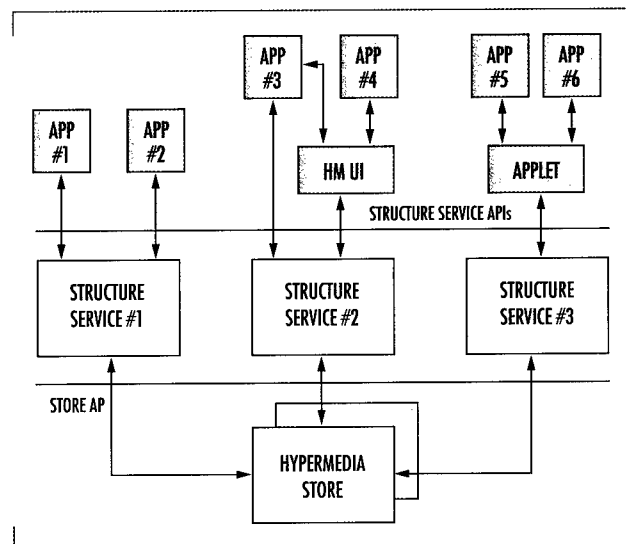 APP
#3
APP
#4
APP
#5
APP
#6
APP
#1
APP
#2
HM UI
APPLET
STRUCTURE SERVICE APIs
STRUCTURE
SERVICE #1
STRUCTURE
SERVICE #2
STRUCTURE
SERVICE #3
STORE AP
HYPERMEDIA
STORE